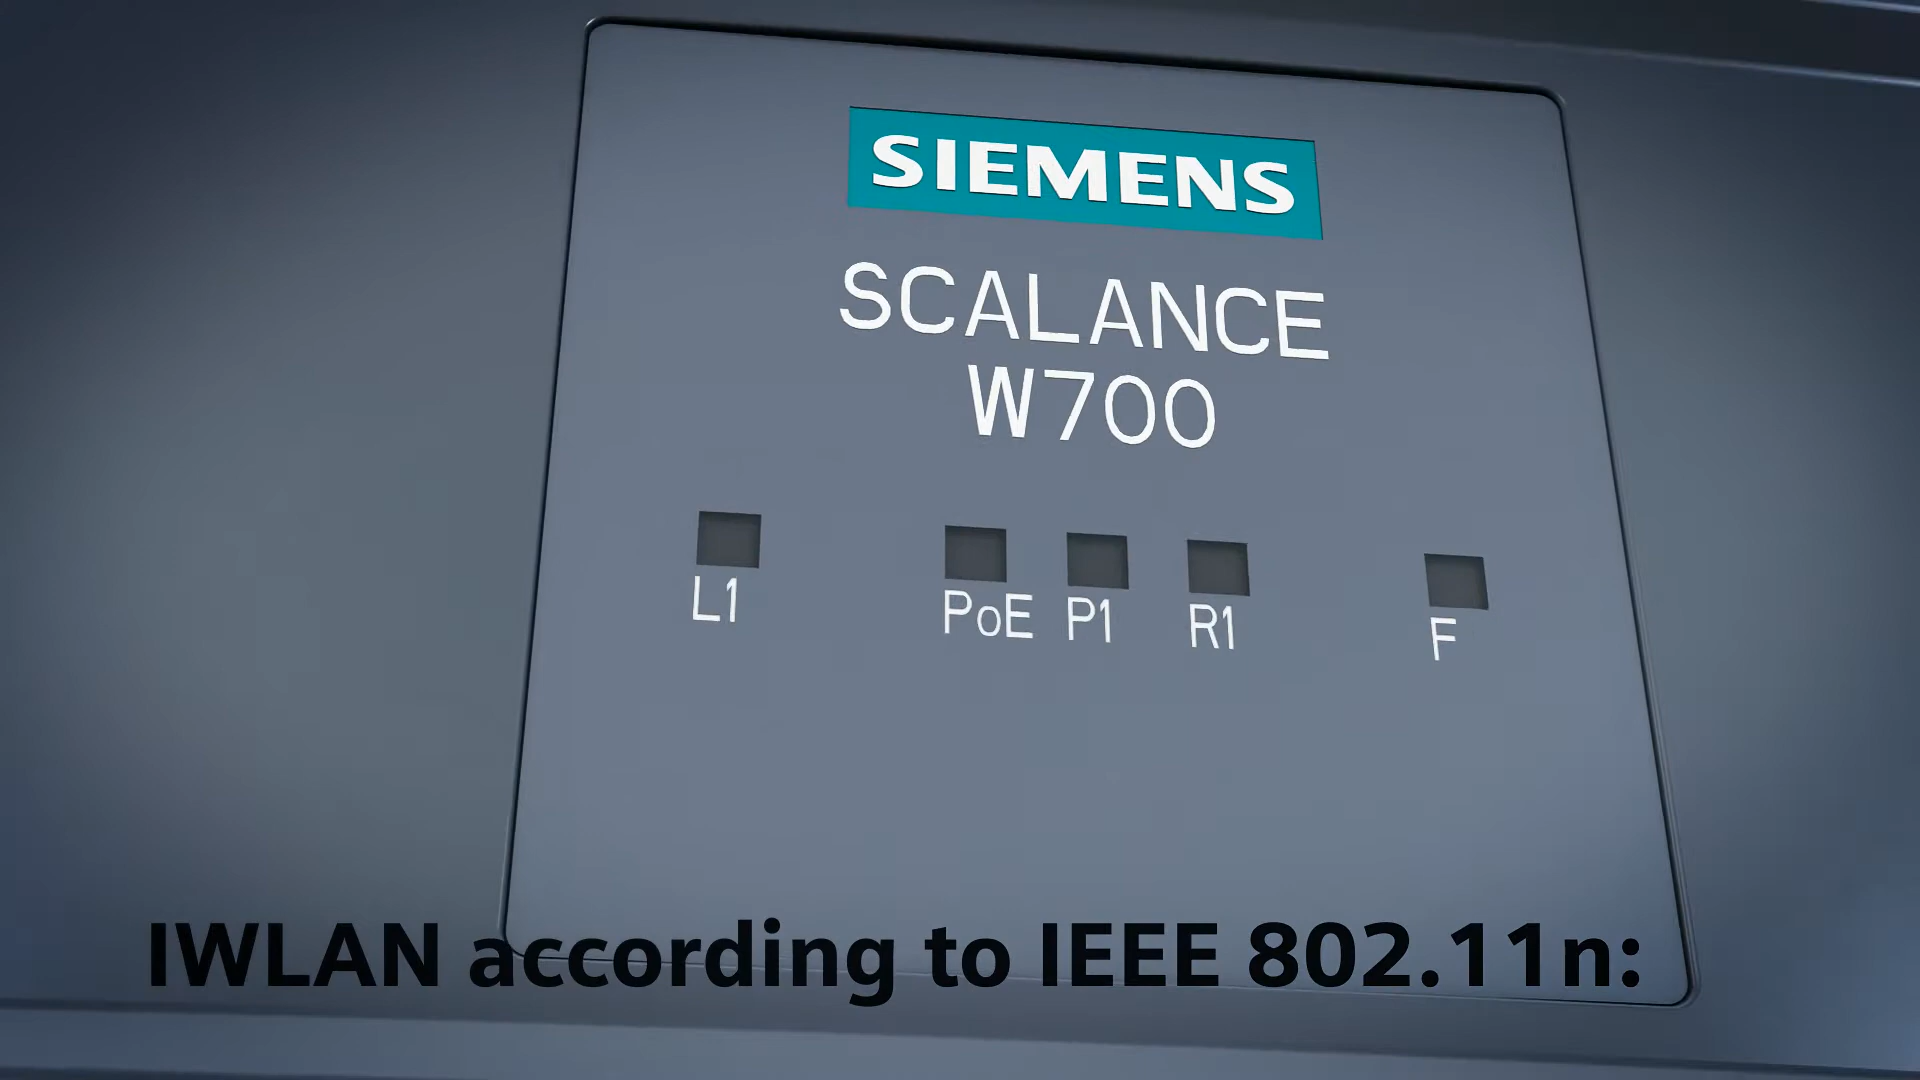 SIEMENS
SCALANCE
W700
L1 PoE P1 R1 F
IWLAN according to IEEE 802.11n: